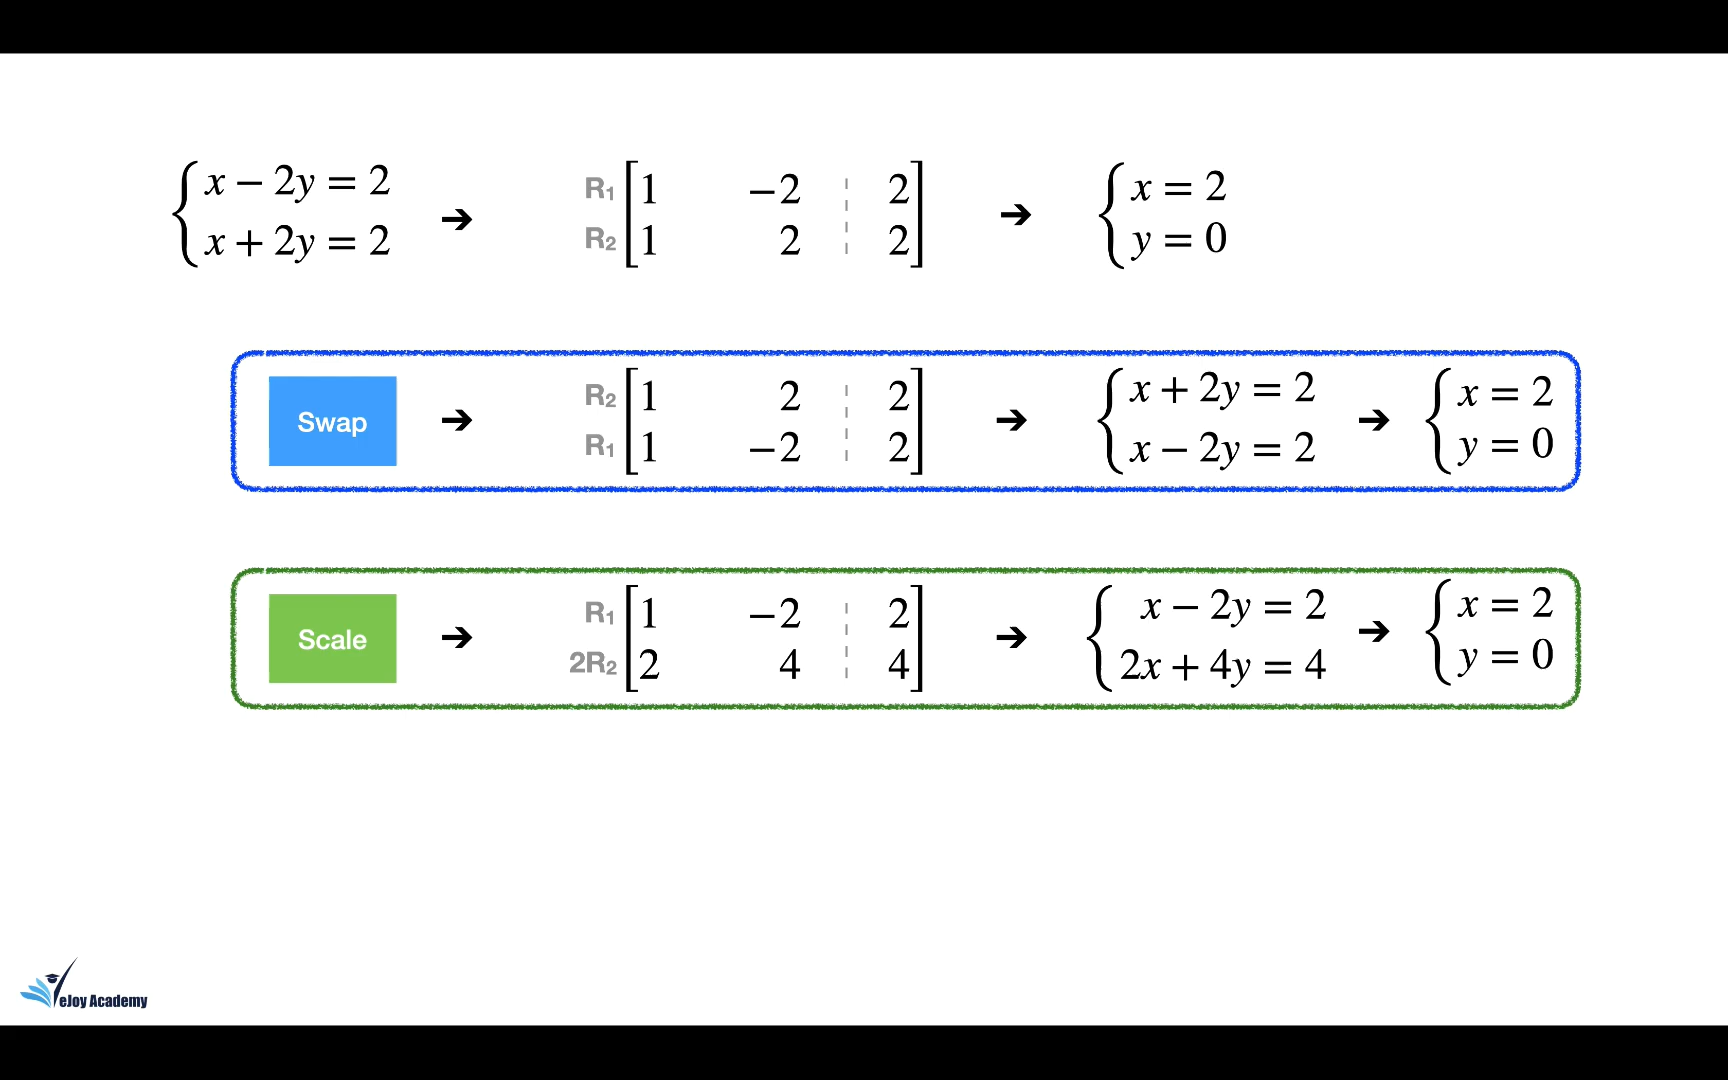 x − 2y = 2
x + 2y = 2
➔
R₁ [1 −2 2]
R₂ [1 2 2]
➔
x = 2
y = 0
Swap
➔
R₂ [1 2 2]
R₁ [1 −2 2]
➔
x + 2y = 2
x − 2y = 2
➔
x = 2
y = 0
Scale
➔
R₁ [1 −2 2]
2R₂ [2 4 4]
➔
x − 2y = 2
2x + 4y = 4
➔
x = 2
y = 0
eJoy Academy